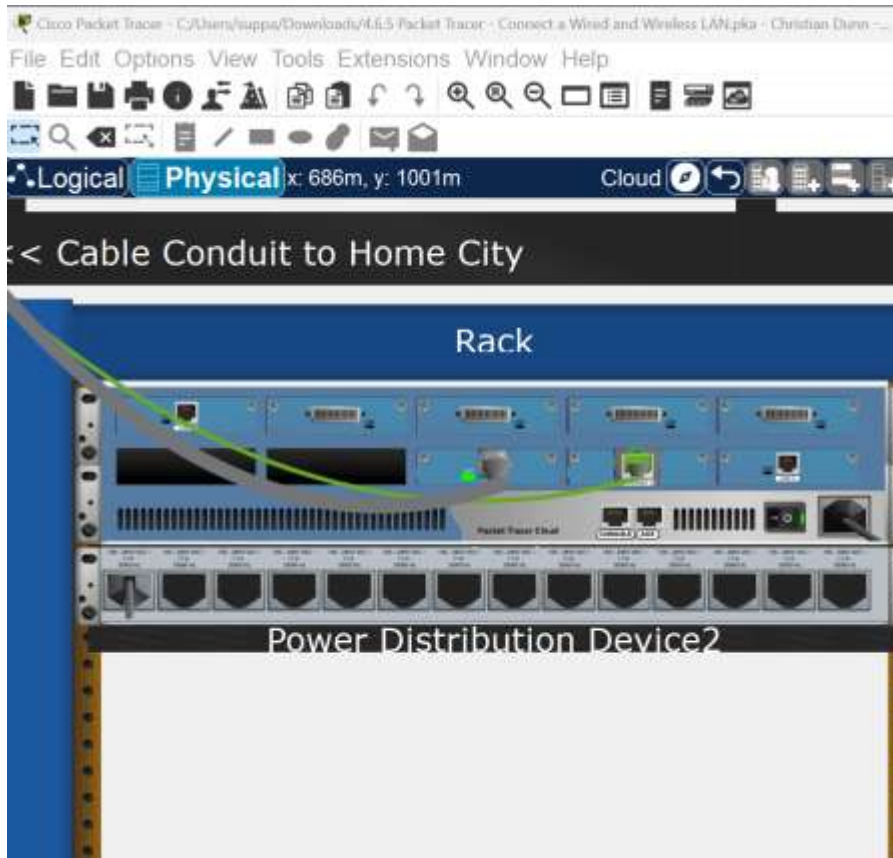 Cisco Packet Tracer - C:/Users/suppa/Downloads/4.6.5 Packet Tracer - Connect a Wired and Wireless LAN.pka - Christian Dunn -...
File Edit Options View Tools Extensions Window Help
Logical Physical x: 686m, y: 1001m Cloud
<< Cable Conduit to Home City
Rack
Packet Tracer Cloud
CONSOLE AUX
Power Distribution Device2